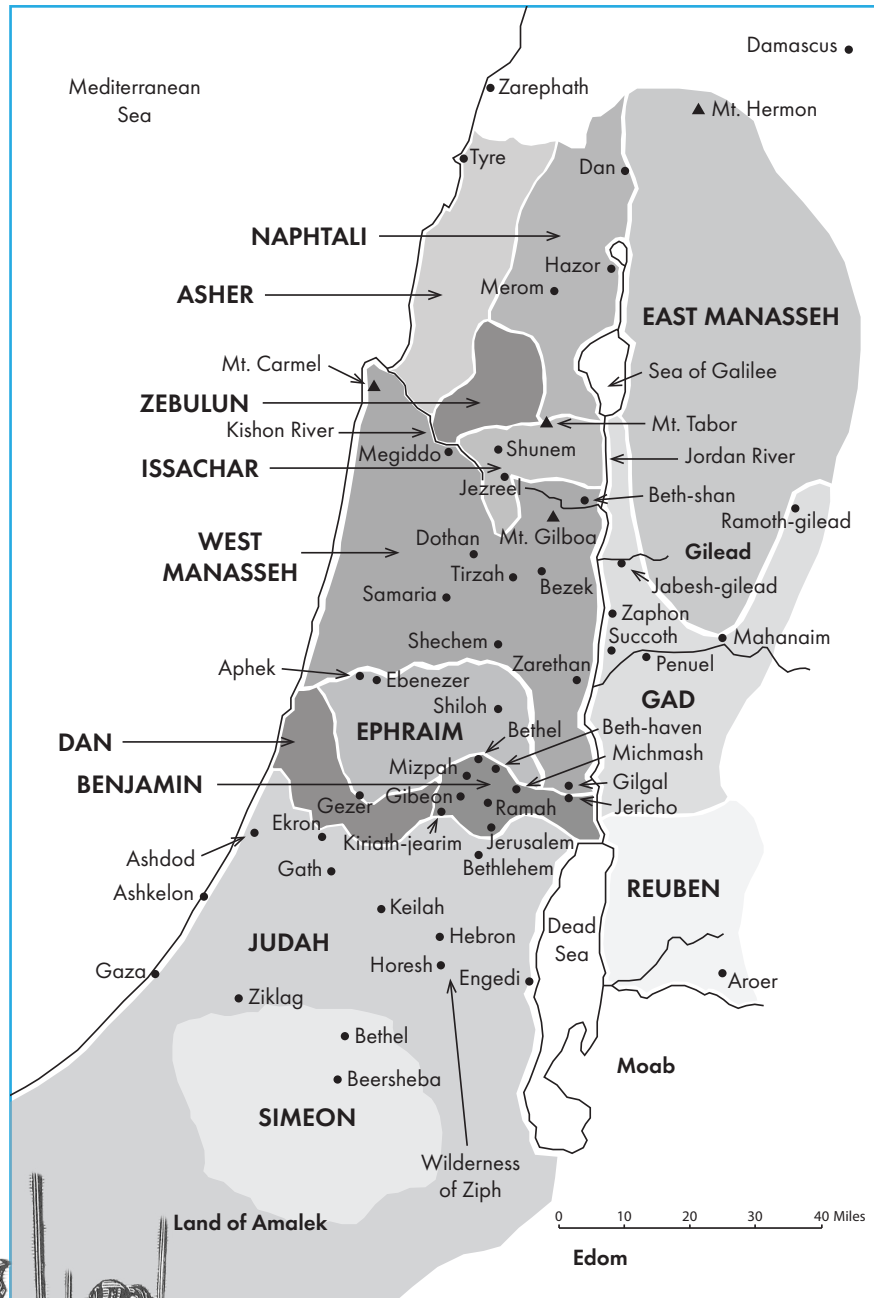 Damascus
Mediterranean
Sea
Zarephath
Mt. Hermon
Tyre
Dan
NAPHTALI
Hazor
ASHER
Merom
EAST MANASSEH
Mt. Carmel
Sea of Galilee
ZEBULUN
Mt. Tabor
Kishon River
Shunem
Megiddo
Jordan River
ISSACHAR
Jezreel
Beth-shan
Ramoth-gilead
Dothan
Mt. Gilboa
WEST
MANASSEH
Gilead
Tirzah
Bezek
Jabesh-gilead
Samaria
Zaphon
Succoth
Mahanaim
Shechem
Zarethan
Penuel
Aphek
Ebenezer
GAD
Shiloh
EPHRAIM
Bethel
Beth-haven
DAN
Michmash
Mizpah
BENJAMIN
Gilgal
Gezer
Gibeon
Ramah
Jericho
Ekron
Kiriath-jearim
Jerusalem
Ashdod
Bethlehem
Gath
REUBEN
Ashkelon
Keilah
Dead
Sea
JUDAH
Hebron
Horesh
Gaza
Engedi
Aroer
Ziklag
Bethel
Moab
Beersheba
SIMEON
Wilderness
of Ziph
Land of Amalek
0 10 20 30 40 Miles
Edom